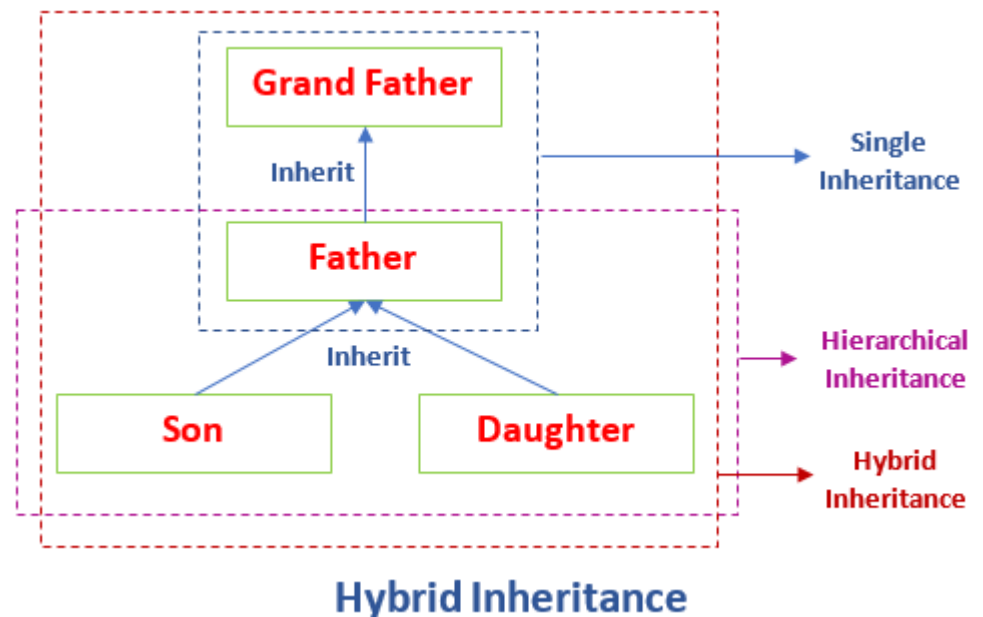 Grand Father
Inherit
Single
Inheritance
Father
Inherit
Hierarchical
Inheritance
Son
Daughter
Hybrid
Inheritance
Hybrid Inheritance